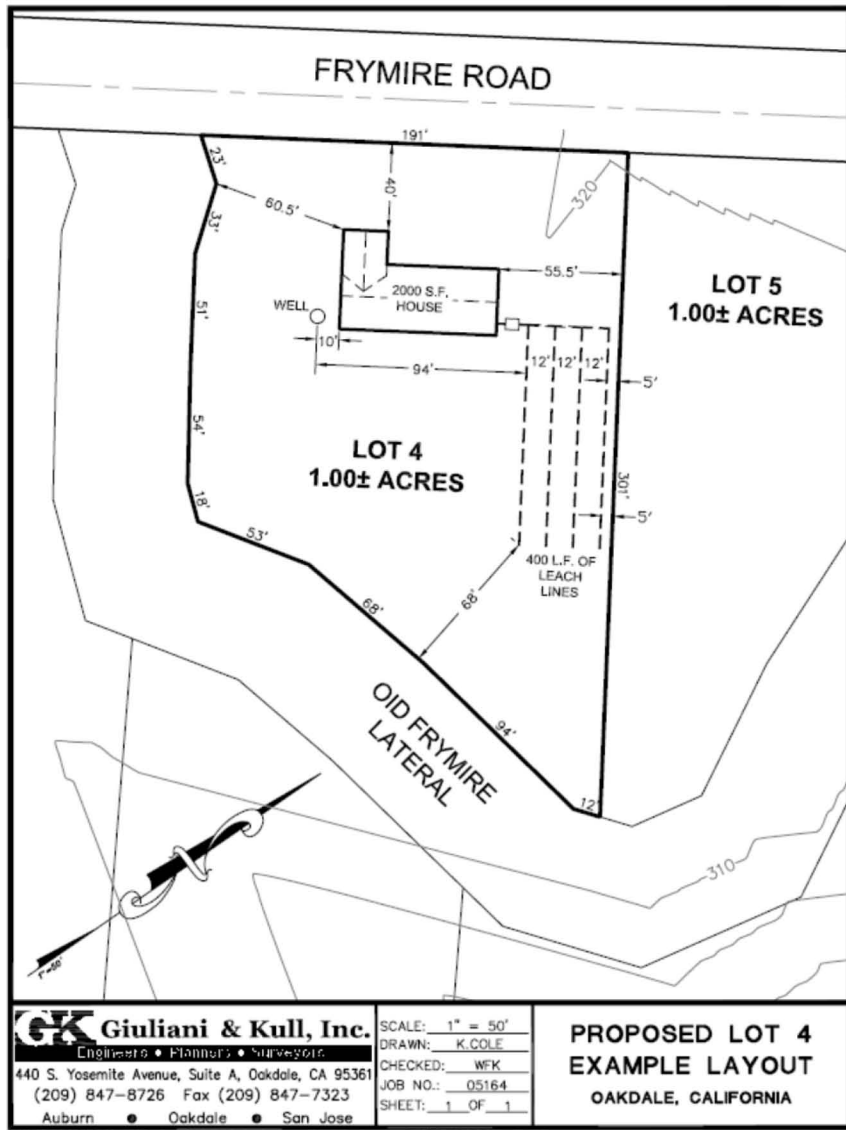 FRYMIRE ROAD
191'
23'
40'
320
60.5'
33'
55.5'
LOT 5
1.00± ACRES
2000 S.F.
HOUSE
WELL
51'
10'
94'
12' 12' 12'
5'
54'
LOT 4
1.00± ACRES
301'
18'
5'
53'
400 L.F. OF
LEACH
LINES
68'
68'
OID FRYMIRE
LATERAL
94'
12'
310
N
1"=50'
GK Giuliani & Kull, Inc.
Engineers • Planners • Surveyors
440 S. Yosemite Avenue, Suite A, Oakdale, CA 95361
(209) 847-8726 Fax (209) 847-7323
Auburn • Oakdale • San Jose
SCALE: 1" = 50'
DRAWN: K.COLE
CHECKED: WFK
JOB NO.: 05164
SHEET: 1 OF 1
PROPOSED LOT 4
EXAMPLE LAYOUT
OAKDALE, CALIFORNIA